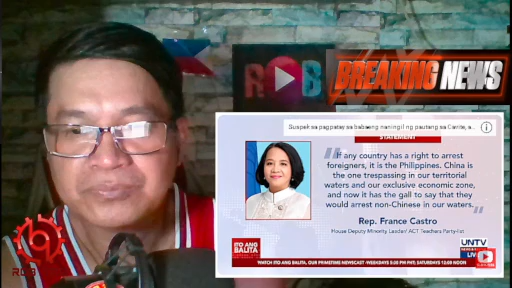 ROB
BREAKING NEWS
Suspek sa pagpatay sa babaeng naningil ng pautang sa Cavite, a...
STATEMENT
If any country has a right to arrest
foreigners, it is the Philippines. China is
the one trespassing in our territorial
waters and our exclusive economic zone,
and now it has the gall to say that they
would arrest non-Chinese in our waters.
Rep. France Castro
House Deputy Minority Leader/ ACT Teachers Party-list
ITO ANG
BALITA
UNTV
LIVE
Subscribe
WATCH ITO ANG BALITA, OUR PRIMETIME NEWSCAST -WEEKDAYS 5:00 PM PHT; SATURDAYS 12:00 NOON
ROB